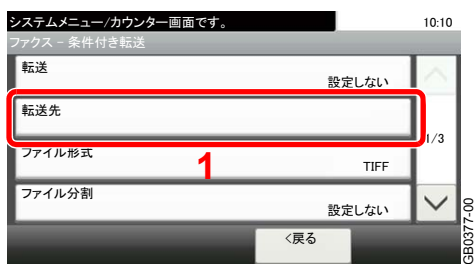 システムメニュー/カウンター画面です。
10:10
ファクス - 条件付き転送
転送
設定しない
転送先
1/3
ファイル形式
1
TIFF
ファイル分割
設定しない
<戻る
GB0377-00